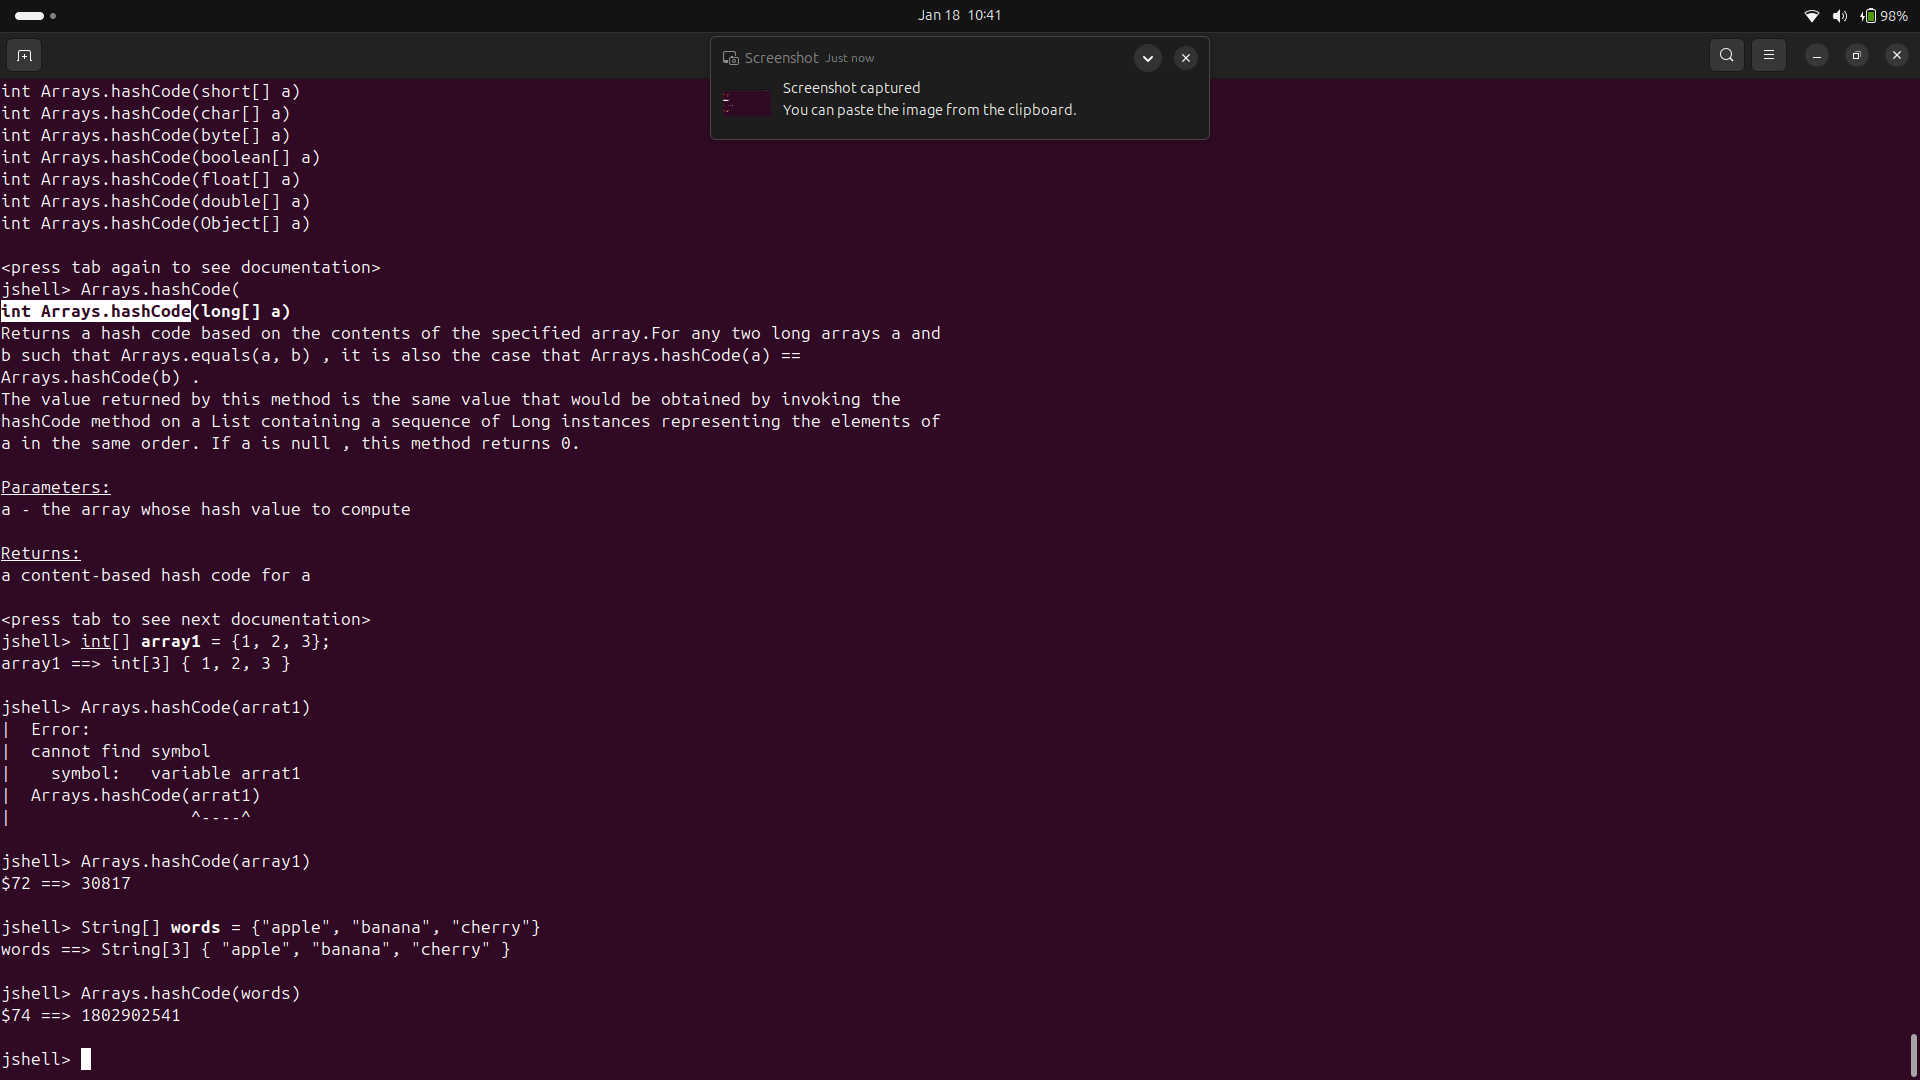 Jan 18  10:41
98%
Screenshot Just now
Screenshot captured
You can paste the image from the clipboard.
int Arrays.hashCode(short[] a)
int Arrays.hashCode(char[] a)
int Arrays.hashCode(byte[] a)
int Arrays.hashCode(boolean[] a)
int Arrays.hashCode(float[] a)
int Arrays.hashCode(double[] a)
int Arrays.hashCode(Object[] a)

<press tab again to see documentation>
jshell> Arrays.hashCode(
int Arrays.hashCode(long[] a)
Returns a hash code based on the contents of the specified array.For any two long arrays a and
b such that Arrays.equals(a, b) , it is also the case that Arrays.hashCode(a) ==
Arrays.hashCode(b) .
The value returned by this method is the same value that would be obtained by invoking the
hashCode method on a List containing a sequence of Long instances representing the elements of
a in the same order. If a is null , this method returns 0.

Parameters:
a - the array whose hash value to compute

Returns:
a content-based hash code for a

<press tab to see next documentation>
jshell> int[] array1 = {1, 2, 3};
array1 ==> int[3] { 1, 2, 3 }

jshell> Arrays.hashCode(arrat1)
|  Error:
|  cannot find symbol
|    symbol:   variable arrat1
|  Arrays.hashCode(arrat1)
|                  ^----^

jshell> Arrays.hashCode(array1)
$72 ==> 30817

jshell> String[] words = {"apple", "banana", "cherry"}
words ==> String[3] { "apple", "banana", "cherry" }

jshell> Arrays.hashCode(words)
$74 ==> 1802902541

jshell>